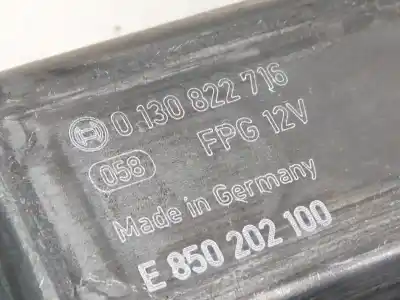 0 130 822 716
FPG 12V
058
Made in Germany
E 850 202 100